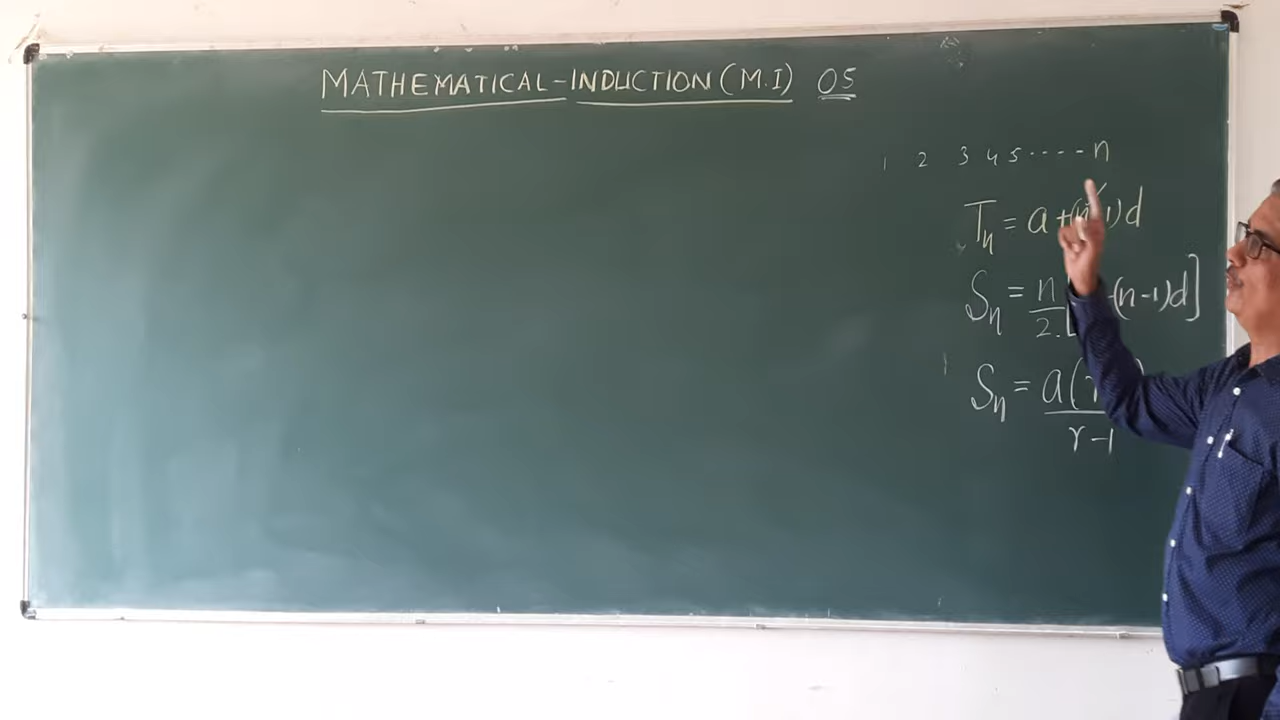 MATHEMATICAL-INDUCTION (M.I) 05
1 2 3 4 5 ---- n
Tn = a + (n-1)d
Sn = n/2 [ (n-1)d]
Sn = a( / r-1